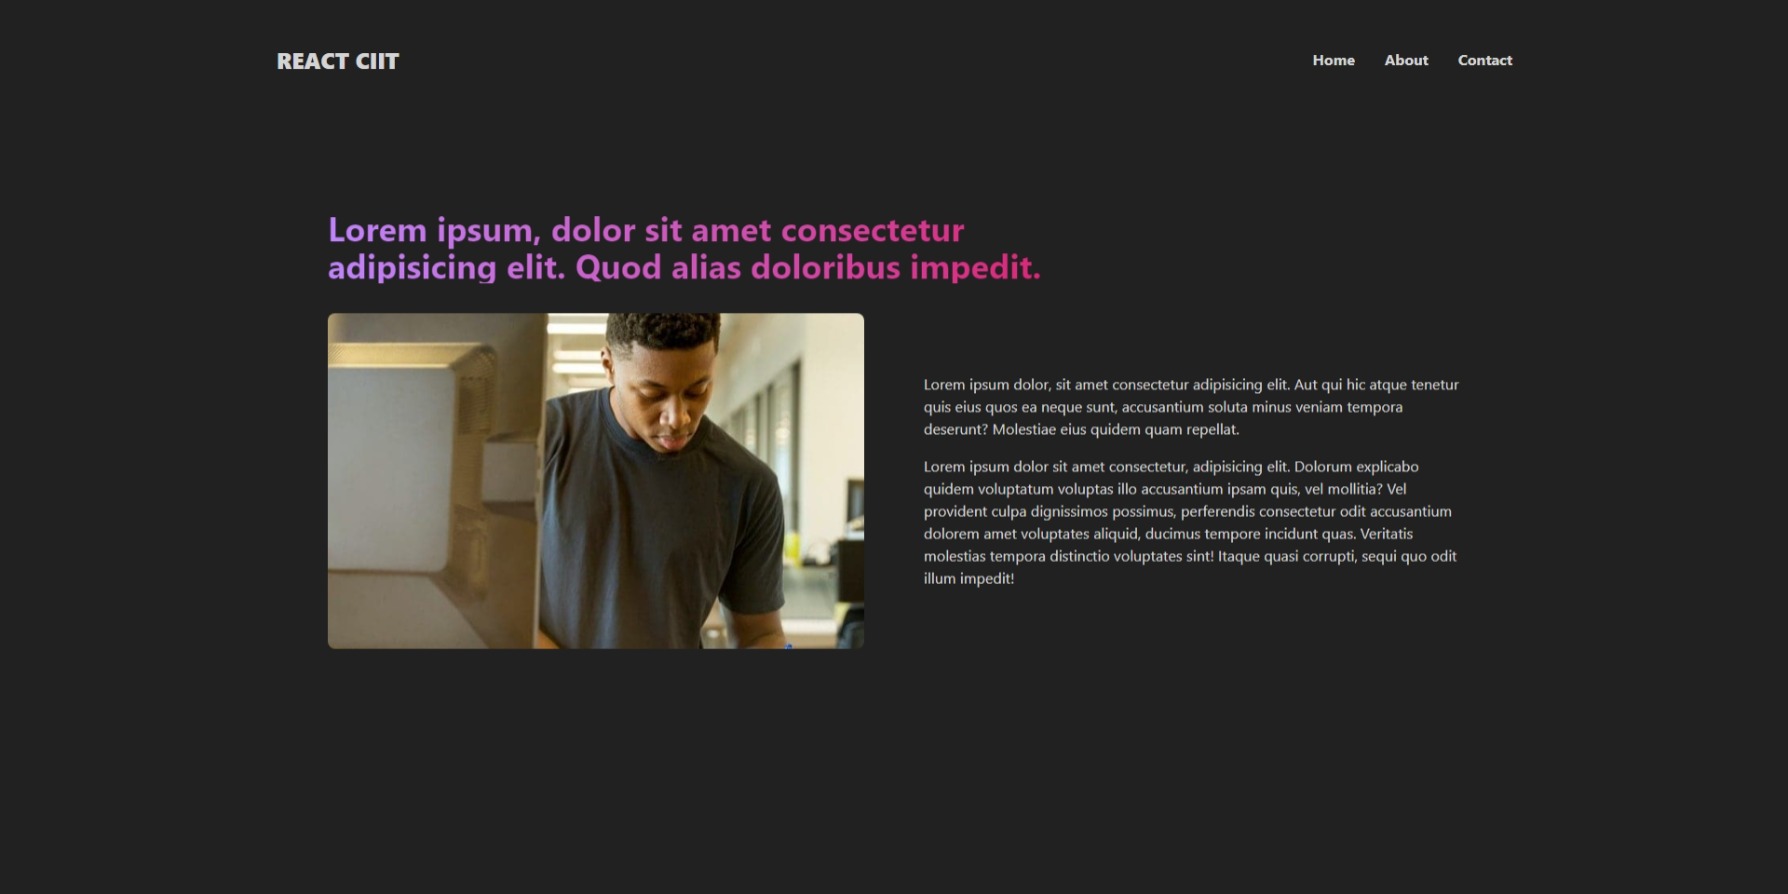 REACT CIIT
Home About Contact
Lorem ipsum, dolor sit amet consectetur
adipisicing elit. Quod alias doloribus impedit.
Lorem ipsum dolor, sit amet consectetur adipisicing elit. Aut qui hic atque tenetur
quis eius quos ea neque sunt, accusantium soluta minus veniam tempora
deserunt? Molestiae eius quidem quam repellat.
Lorem ipsum dolor sit amet consectetur, adipisicing elit. Dolorum explicabo
quidem voluptatum voluptas illo accusantium ipsam quis, vel mollitia? Vel
provident culpa dignissimos possimus, perferendis consectetur odit accusantium
dolorem amet voluptates aliquid, ducimus tempore incidunt quas. Veritatis
molestias tempora distinctio voluptates sint! Itaque quasi corrupti, sequi quo odit
illum impedit!